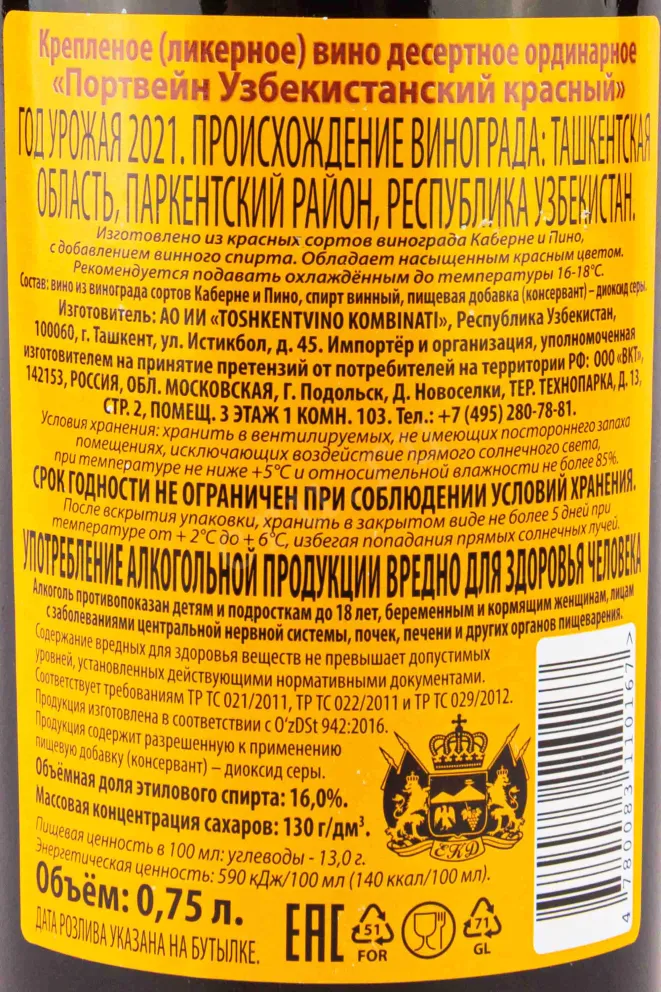 Крепленое (ликерное) вино десертное ординарное
«Портвейн Узбекистанский красный»
ГОД УРОЖАЯ 2021. ПРОИСХОЖДЕНИЕ ВИНОГРАДА: ТАШКЕНТСКАЯ
ОБЛАСТЬ, ПАРКЕНТСКИЙ РАЙОН, РЕСПУБЛИКА УЗБЕКИСТАН.
Изготовлено из красных сортов винограда Каберне и Пино,
с добавлением винного спирта. Обладает насыщенным красным цветом.
Рекомендуется подавать охлаждённым до температуры 16-18°С.
Состав: вино из винограда сортов Каберне и Пино, спирт винный, пищевая добавка (консервант) – диоксид серы.
Изготовитель: АО ИИ «TOSHKENTVINO KOMBINATI», Республика Узбекистан,
100060, г. Ташкент, ул. Истикбол, д. 45. Импортёр и организация, уполномоченная
изготовителем на принятие претензий от потребителей на территории РФ: ООО «ВКТ»,
142153, РОССИЯ, ОБЛ. МОСКОВСКАЯ, Г. Подольск, Д. Новоселки, ТЕР. ТЕХНОПАРКА, Д. 13,
СТР. 2, ПОМЕЩ. 3 ЭТАЖ 1 КОМН. 103. Тел.: +7 (495) 280-78-81.
Условия хранения: хранить в вентилируемых, не имеющих постороннего запаха
помещениях, исключающих воздействие прямого солнечного света,
при температуре не ниже +5°С и относительной влажности не более 85%.
СРОК ГОДНОСТИ НЕ ОГРАНИЧЕН ПРИ СОБЛЮДЕНИИ УСЛОВИЙ ХРАНЕНИЯ.
После вскрытия упаковки, хранить в закрытом виде не более 5 дней при
температуре от + 2°С до + 6°С, избегая попадания прямых солнечных лучей.
УПОТРЕБЛЕНИЕ АЛКОГОЛЬНОЙ ПРОДУКЦИИ ВРЕДНО ДЛЯ ЗДОРОВЬЯ ЧЕЛОВЕКА
Алкоголь противопоказан детям и подросткам до 18 лет, беременным и кормящим женщинам, лицам
с заболеваниями центральной нервной системы, почек, печени и других органов пищеварения.
Содержание вредных для здоровья веществ не превышает допустимых
уровней, установленных действующими нормативными документами.
Соответствует требованиям ТР ТС 021/2011, ТР ТС 022/2011 и ТР ТС 029/2012.
Продукция изготовлена в соответствии с O‘zDSt 942:2016.
Продукция содержит разрешенную к применению
пищевую добавку (консервант) – диоксид серы.
Объёмная доля этилового спирта: 16,0%.
Массовая концентрация сахаров: 130 г/дм³.
Пищевая ценность в 100 мл: углеводы - 13,0 г.
Энергетическая ценность: 590 кДж/100 мл (140 ккал/100 мл).
Объём: 0,75 л.
ДАТА РОЗЛИВА УКАЗАНА НА БУТЫЛКЕ.
ЕКД
EAC
51
FOR
71
GL
4 780083 110167 >